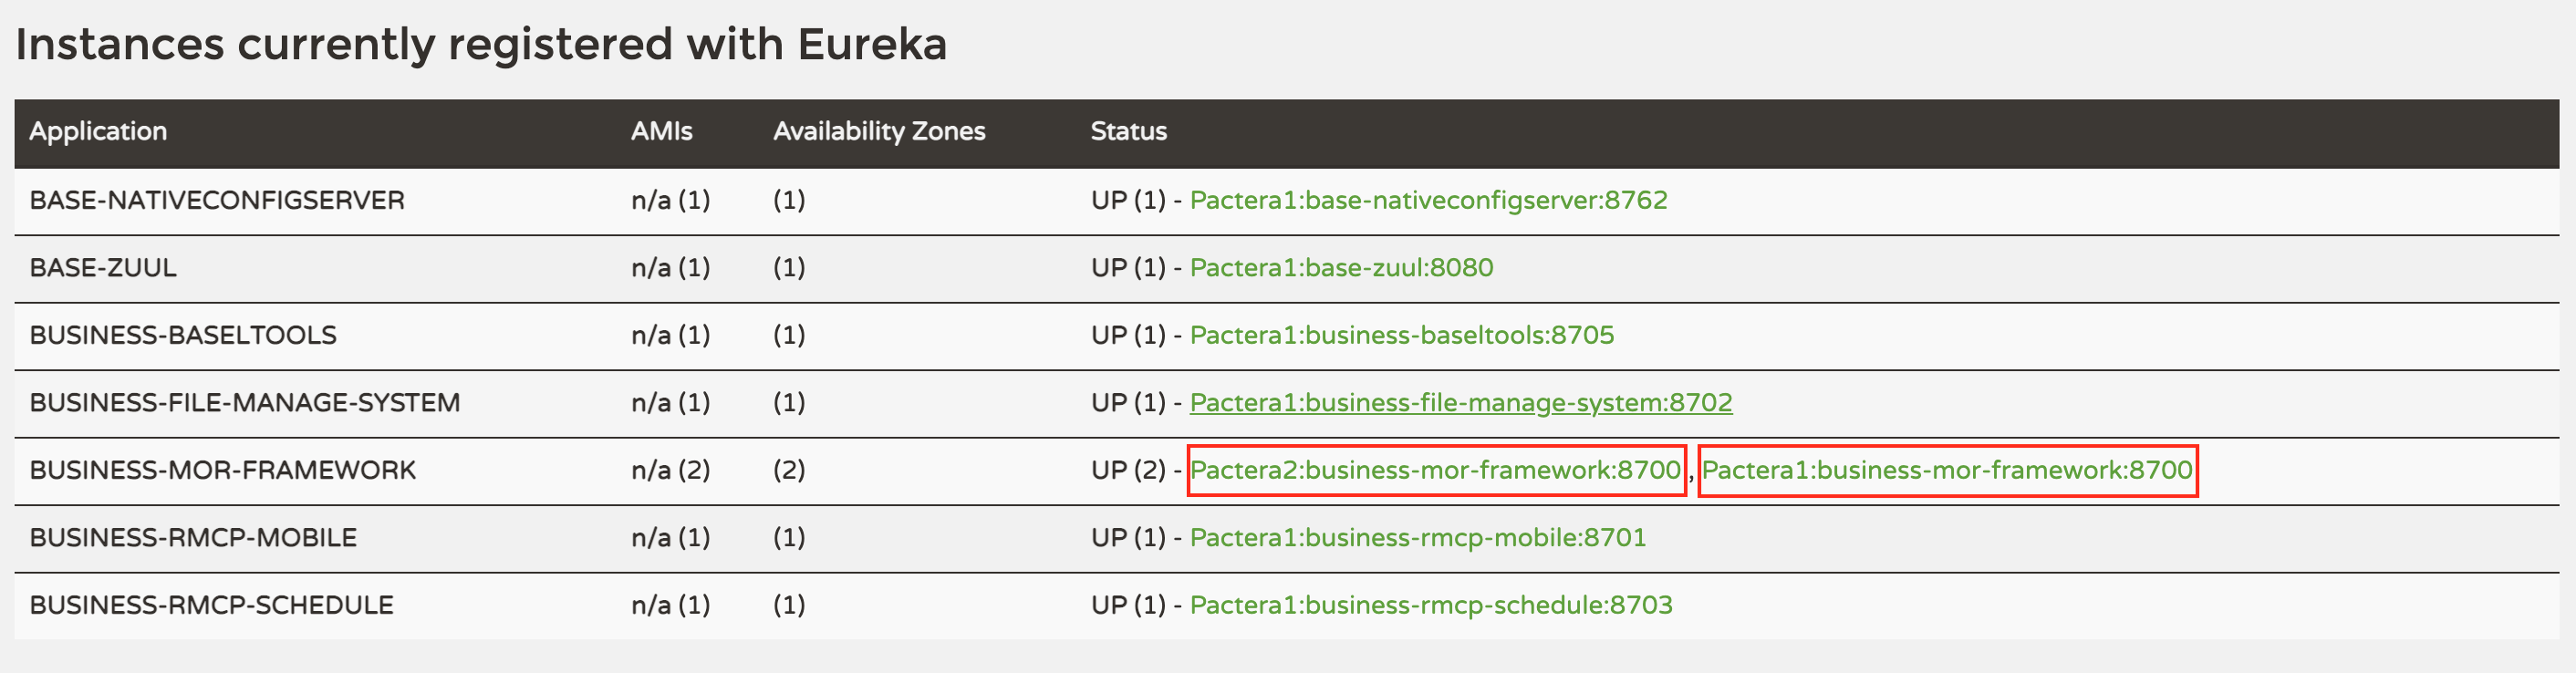 Instances currently registered with Eureka
Application AMIs Availability Zones Status
BASE-NATIVECONFIGSERVER n/a (1) (1) UP (1) - Pactera1:base-nativeconfigserver:8762
BASE-ZUUL n/a (1) (1) UP (1) - Pactera1:base-zuul:8080
BUSINESS-BASELTOOLS n/a (1) (1) UP (1) - Pactera1:business-baseltools:8705
BUSINESS-FILE-MANAGE-SYSTEM n/a (1) (1) UP (1) - Pactera1:business-file-manage-system:8702
BUSINESS-MOR-FRAMEWORK n/a (2) (2) UP (2) - Pactera2:business-mor-framework:8700 , Pactera1:business-mor-framework:8700
BUSINESS-RMCP-MOBILE n/a (1) (1) UP (1) - Pactera1:business-rmcp-mobile:8701
BUSINESS-RMCP-SCHEDULE n/a (1) (1) UP (1) - Pactera1:business-rmcp-schedule:8703